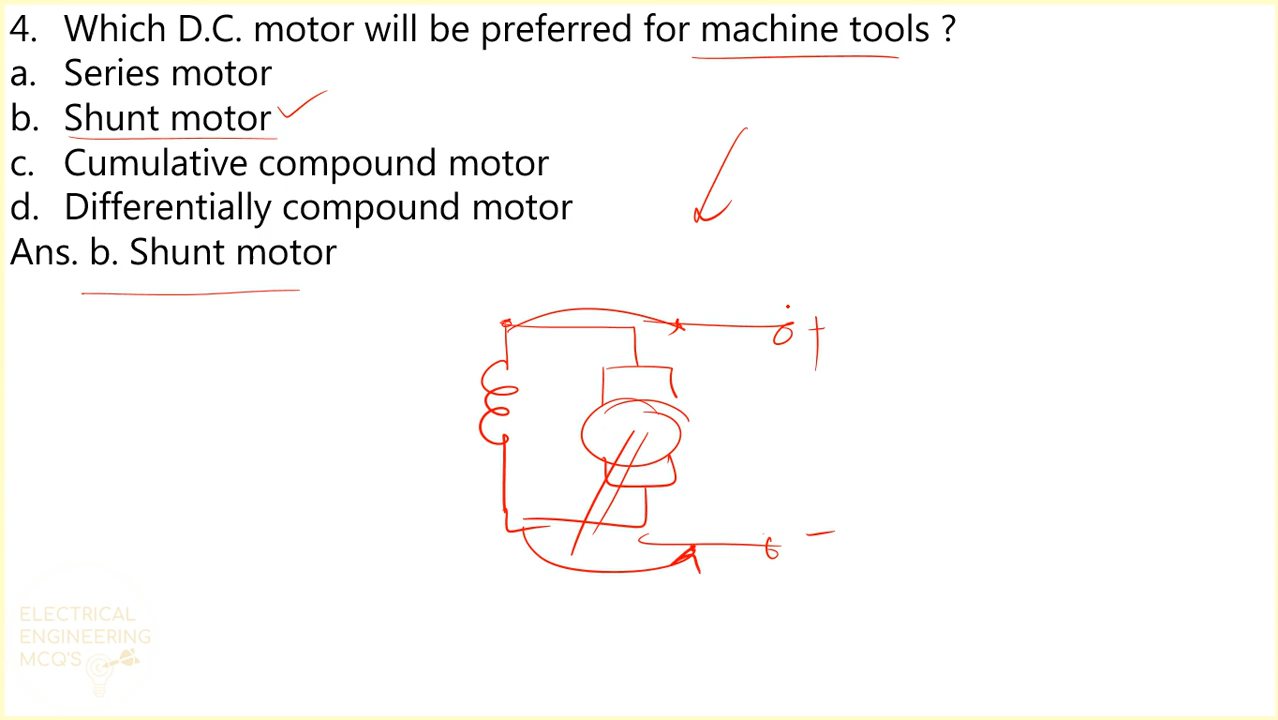 4. Which D.C. motor will be preferred for machine tools ?
a. Series motor
b. Shunt motor
c. Cumulative compound motor
d. Differentially compound motor
Ans. b. Shunt motor
+
−
ELECTRICAL
ENGINEERING
MCQ'S